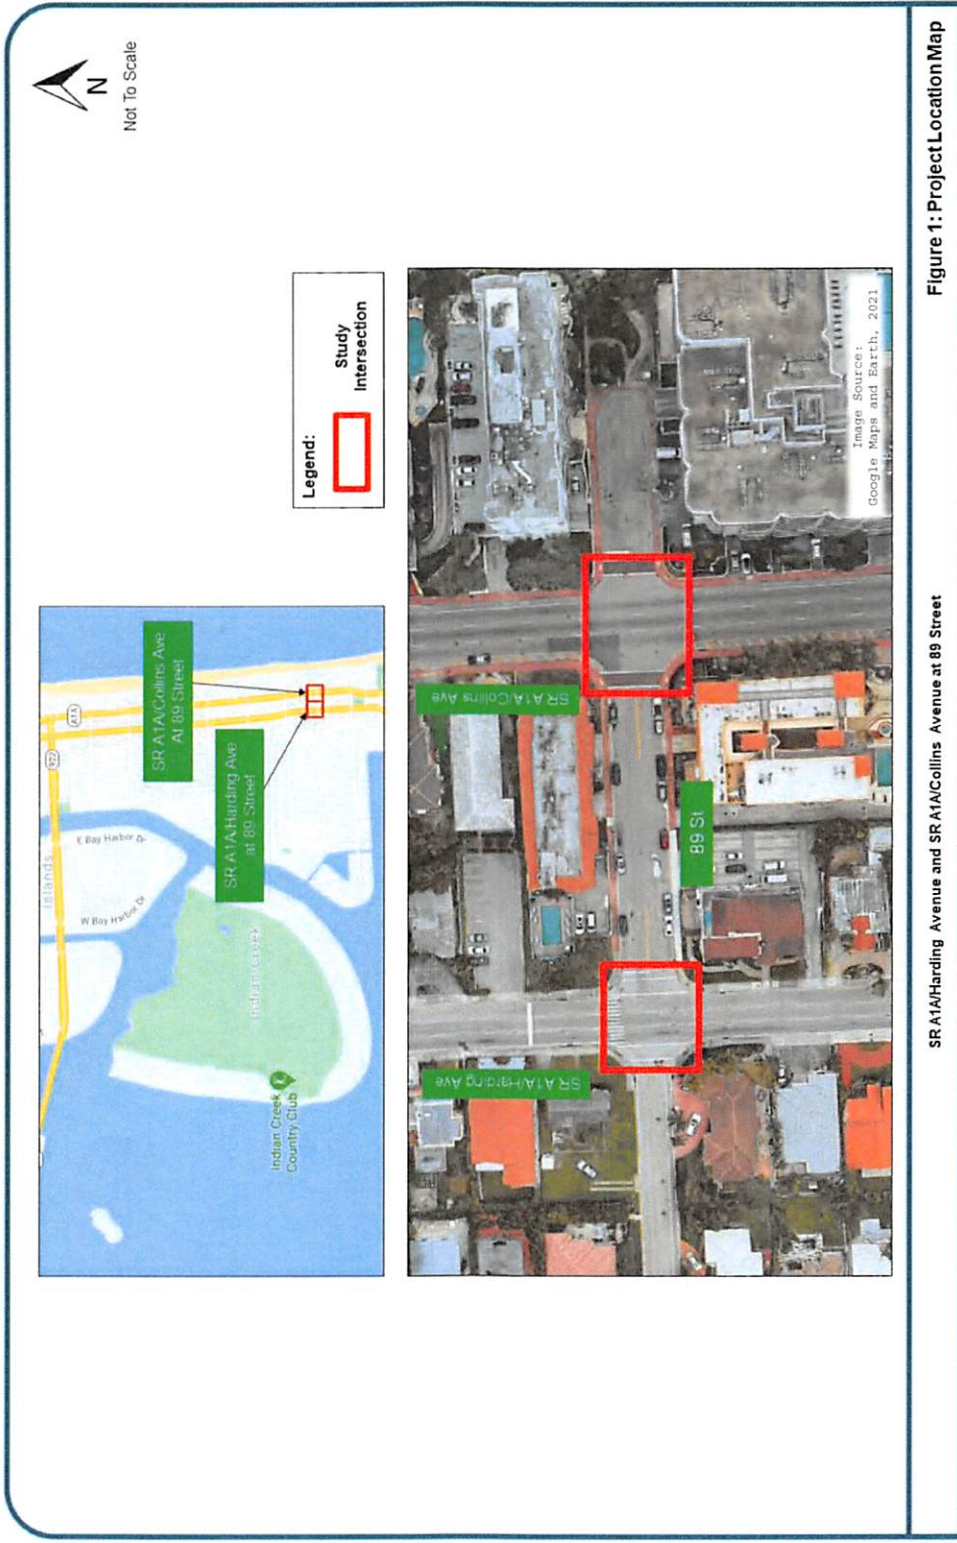 N
Not To Scale
922
A1A
SR A1A/Collins Ave
At 89 Street
SR A1A/Harding Ave
at 89 Street
Islands
E Bay Harbor Dr
W Bay Harbor Dr
Indian Creek
Indian Creek
Country Club
Legend:
Study
Intersection
SR A1A/Harding Ave
SR A1A/Collins Ave
89 St
Image Source:
Google Maps and Earth, 2021
SR A1A/Harding Avenue and SR A1A/Collins Avenue at 89 Street
Figure 1: Project Location Map